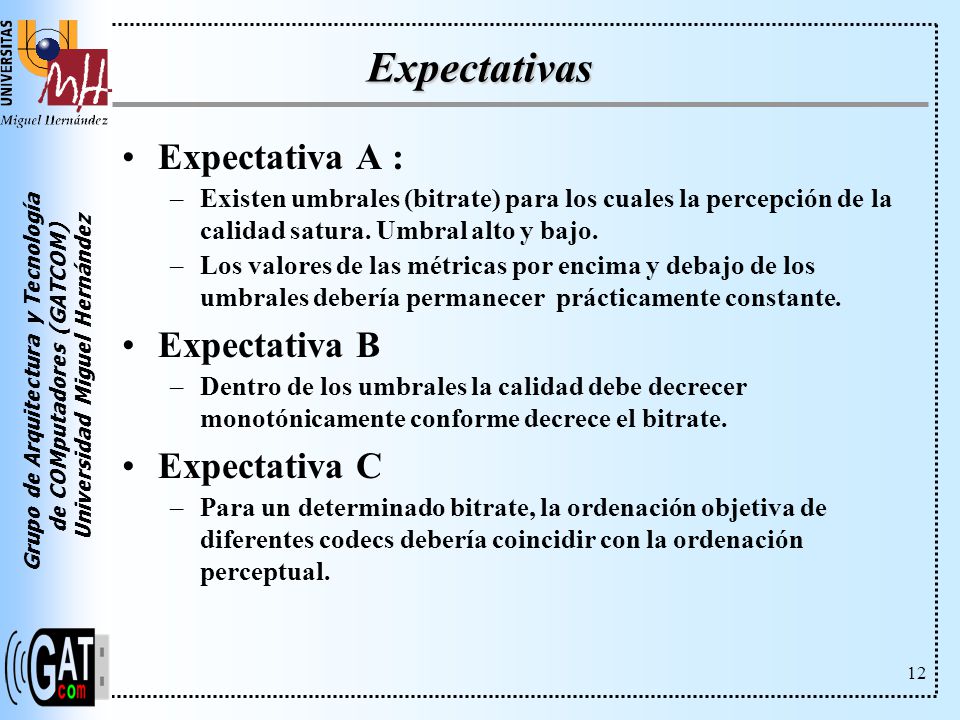 UNIVERSITAS
Miguel Hernández
Grupo de Arquitectura y Tecnología
de COMputadores (GATCOM)
Universidad Miguel Hernández
GAT
com
Expectativas
• Expectativa A :
– Existen umbrales (bitrate) para los cuales la percepción de la
calidad satura. Umbral alto y bajo.
– Los valores de las métricas por encima y debajo de los
umbrales debería permanecer prácticamente constante.
• Expectativa B
– Dentro de los umbrales la calidad debe decrecer
monotónicamente conforme decrece el bitrate.
• Expectativa C
– Para un determinado bitrate, la ordenación objetiva de
diferentes codecs debería coincidir con la ordenación
perceptual.
12